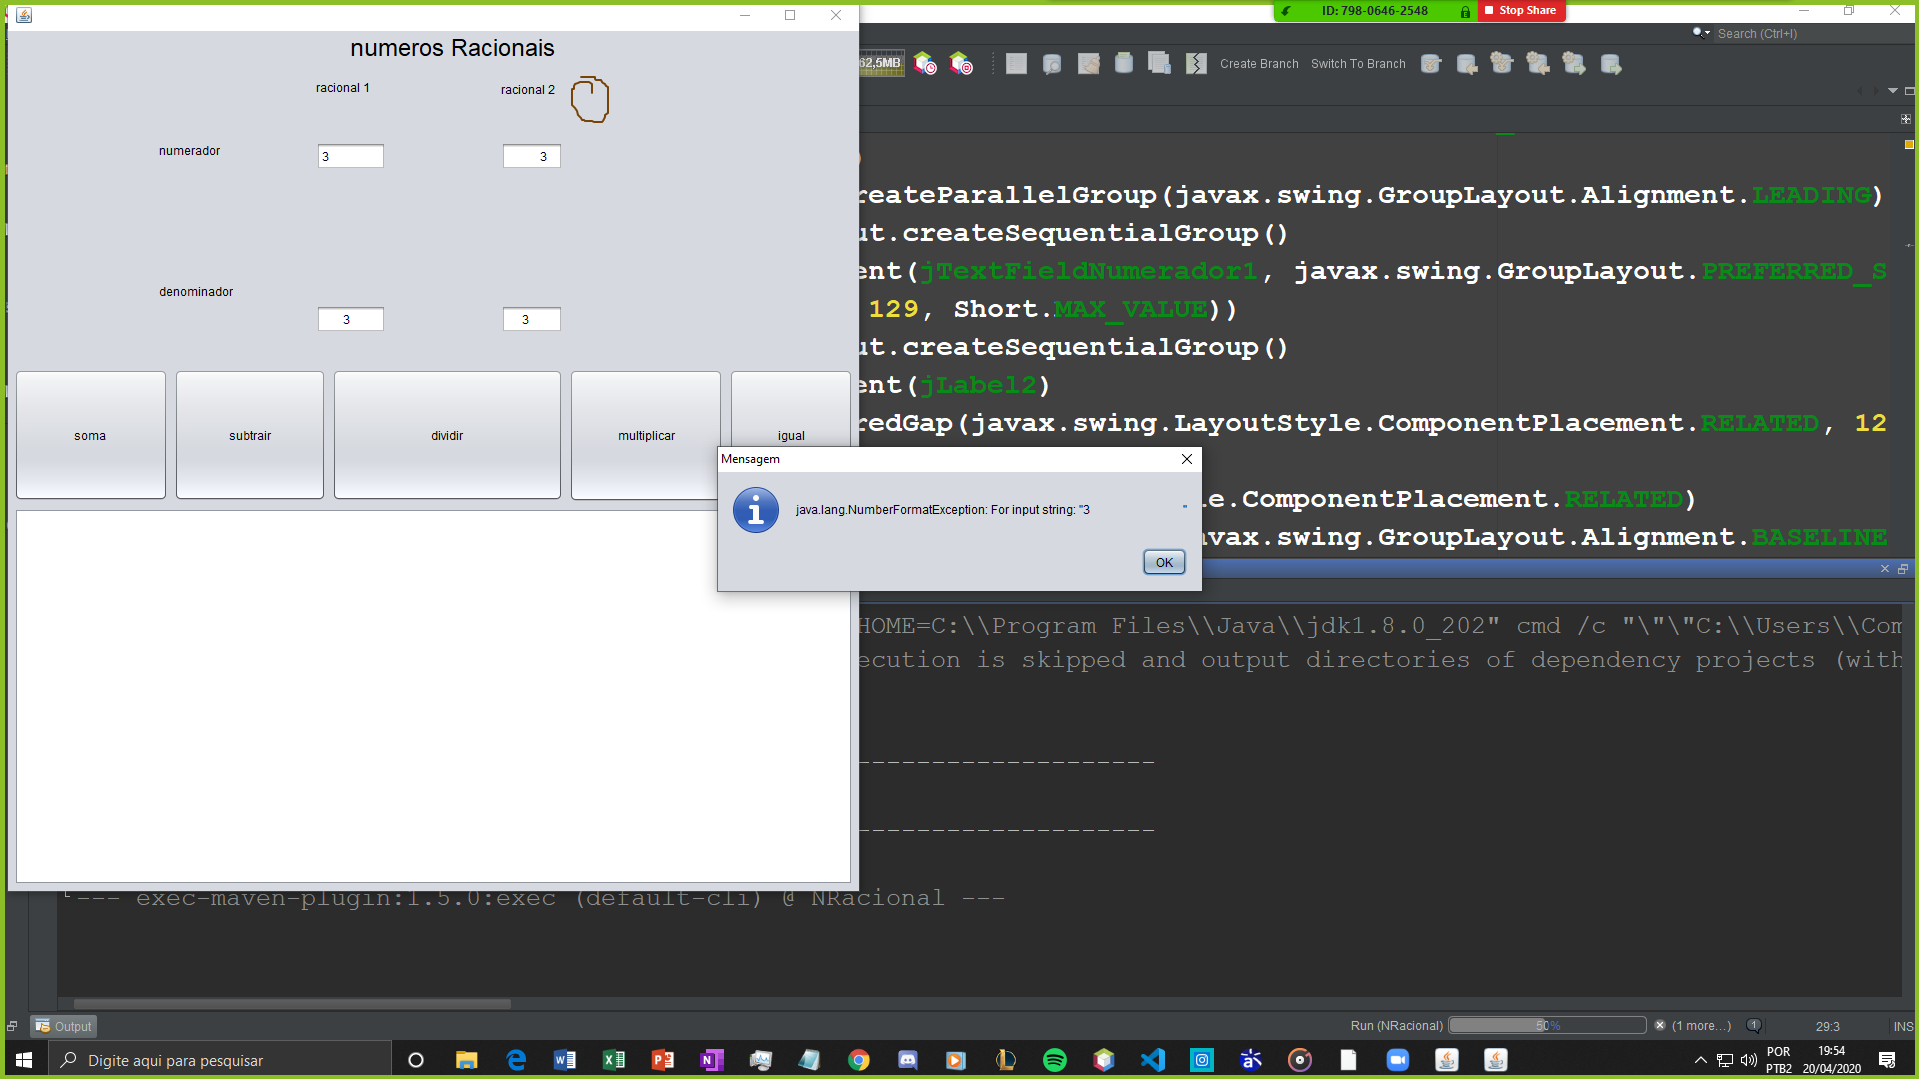 ID: 798-0646-2548
Stop Share
Search (Ctrl+I)
62,5MB
Create Branch
Switch To Branch
numeros Racionais
racional 1
racional 2
numerador
3
3
denominador
3
3
soma
subtrair
dividir
multiplicar
igual
)
reateParallelGroup(javax.swing.GroupLayout.Alignment.LEADING)
ut.createSequentialGroup()
ent(jTextFieldNumerador1, javax.swing.GroupLayout.PREFERRED_S
129, Short.MAX_VALUE))
ut.createSequentialGroup()
ent(jLabel2)
redGap(javax.swing.LayoutStyle.ComponentPlacement.RELATED, 12
e.ComponentPlacement.RELATED)
vax.swing.GroupLayout.Alignment.BASELINE
Mensagem
java.lang.NumberFormatException: For input string: "3 "
OK
HOME=C:\\Program Files\\Java\\jdk1.8.0_202" cmd /c "\"\"C:\\Users\\Com
ecution is skipped and output directories of dependency projects (with
--------------------
--------------------
--- exec-maven-plugin:1.5.0:exec (default-cli) @ NRacional ---
Output
Run (NRacional)
50%
(1 more...)
1
29:3
INS
Digite aqui para pesquisar
POR
PTB2
19:54
20/04/2020